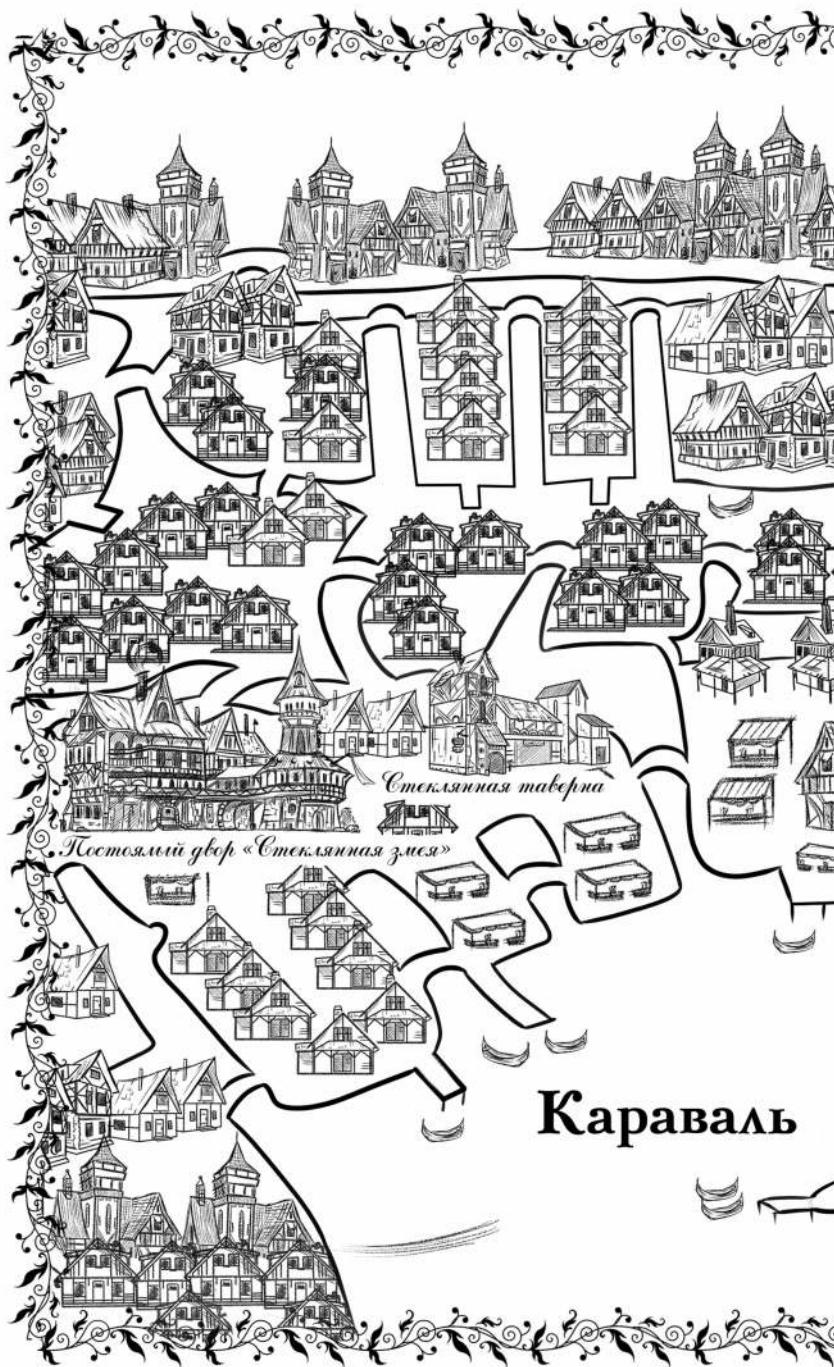 Стеклянная таверна
Постоялый двор «Стеклянная змея»
Караваль